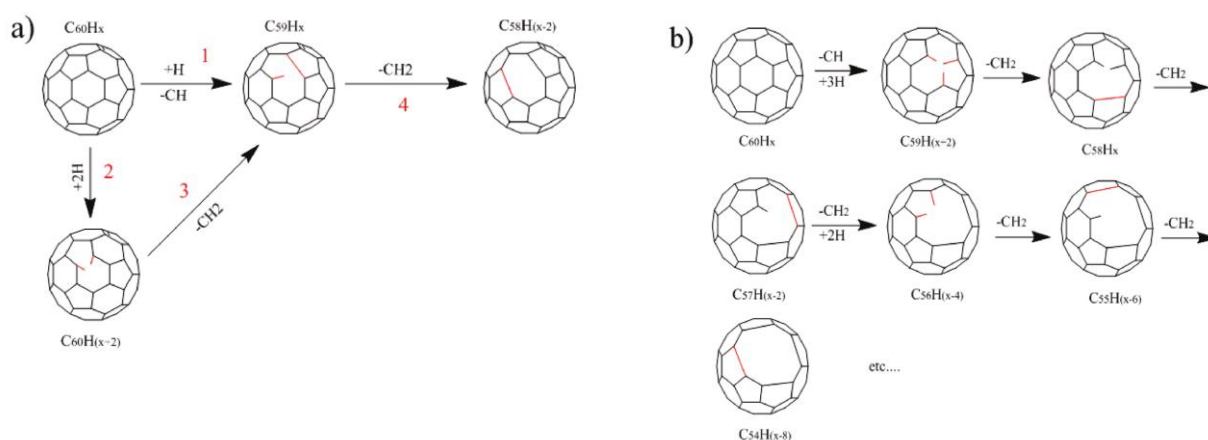 a)
C60Hx
C59Hx
C58H(x-2)
+H
1
-CH
-CH2
4
+2H
2
3
-CH2
C60H(x+2)
b)
-CH
+3H
-CH2
-CH2
C60Hx
C59H(x+2)
C58Hx
-CH2
+2H
-CH2
-CH2
C57H(x-2)
C56H(x-4)
C55H(x-6)
etc....
C54H(x-8)